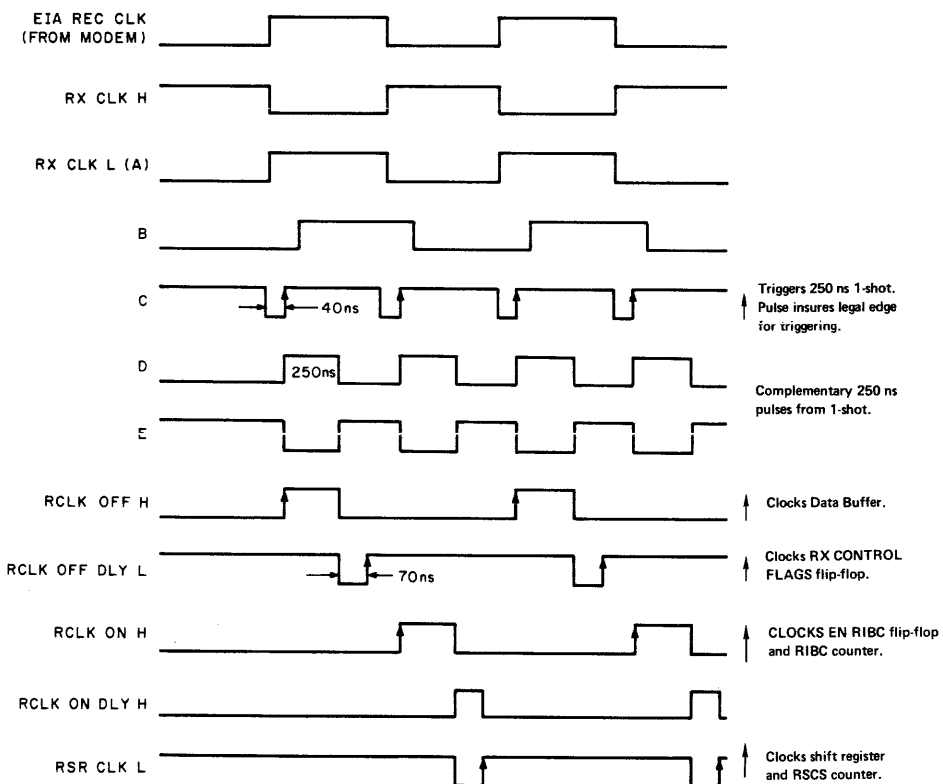 EIA REC CLK
(FROM MODEM)
RX CLK H
RX CLK L (A)
B
C
40ns
Triggers 250 ns 1-shot.
Pulse insures legal edge
for triggering.
D
250ns
Complementary 250 ns
pulses from 1-shot.
E
RCLK OFF H
Clocks Data Buffer.
RCLK OFF DLY L
70ns
Clocks RX CONTROL
FLAGS flip-flop.
RCLK ON H
CLOCKS EN RIBC flip-flop
and RIBC counter.
RCLK ON DLY H
RSR CLK L
Clocks shift register
and RSCS counter.